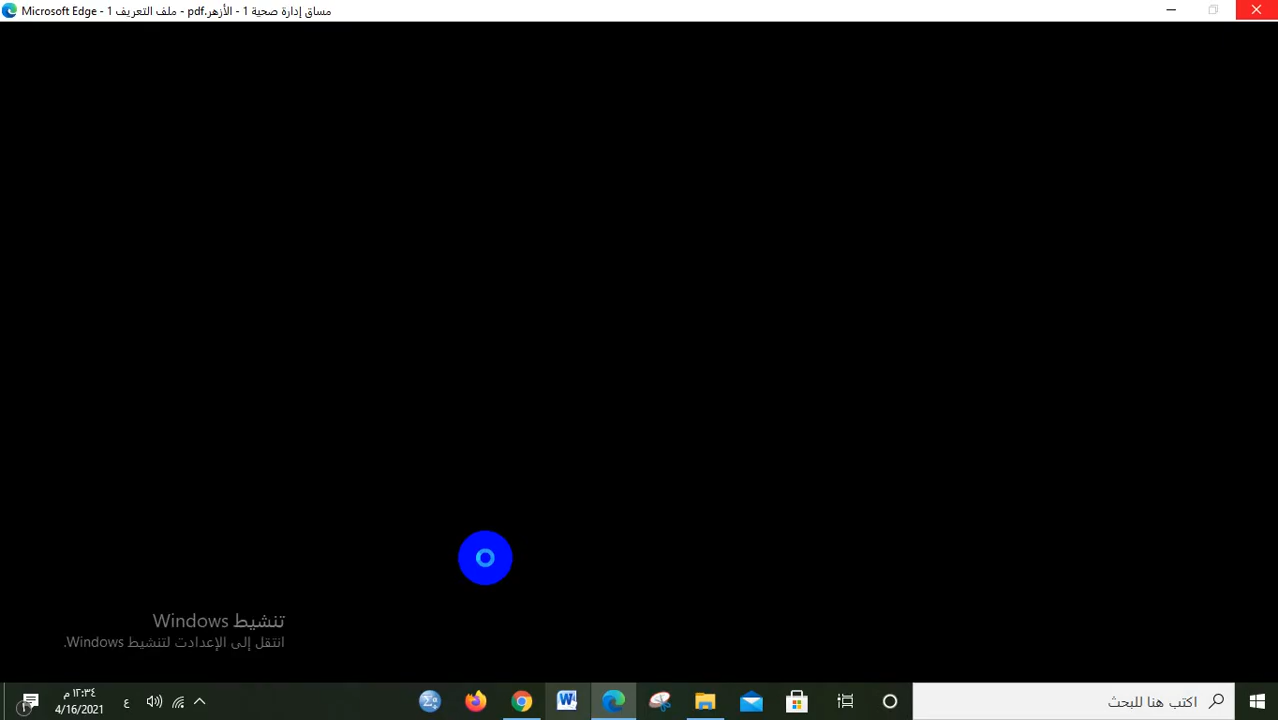 مساق إدارة صحية 1 - الأزهر.pdf - ملف التعريف 1 - Microsoft Edge
تنشيط Windows
انتقل إلى الإعدادت لتنشيط Windows.
اكتب هنا للبحث
ع
١٢:٣٤ م
4/16/2021
1